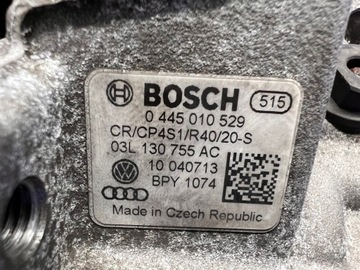 BOSCH 515
0 445 010 529
CR/CP4S1/R40/20-S
03L 130 755 AC
10 040713
BPY 1074
Made in Czech Republic